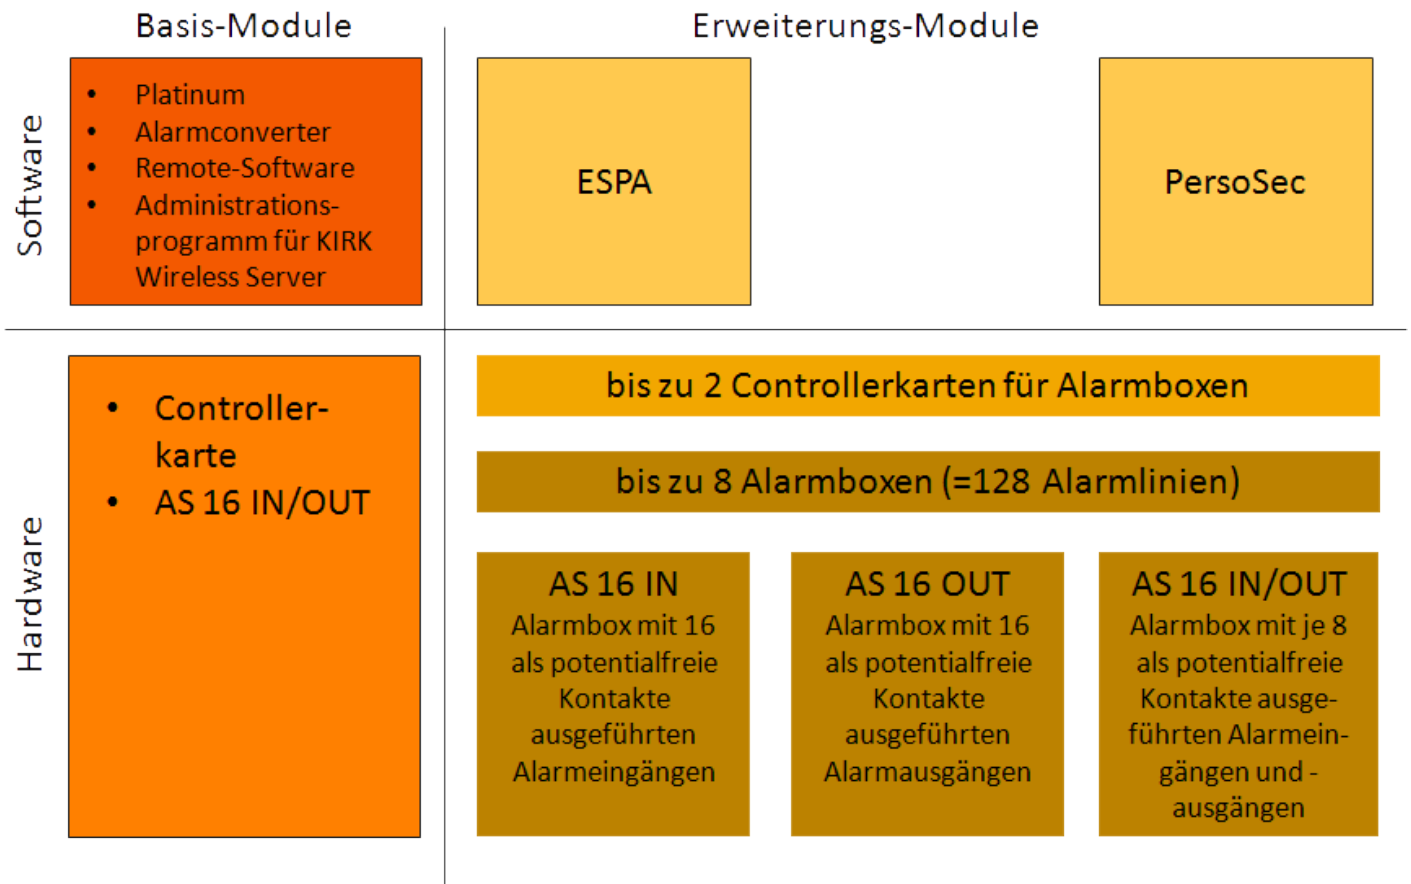 Basis-Module
Erweiterungs-Module
Software
• Platinum
• Alarmconverter
• Remote-Software
• Administrations-
programm für KIRK
Wireless Server
ESPA
PersoSec
Hardware
• Controller-
karte
• AS 16 IN/OUT
bis zu 2 Controllerkarten für Alarmboxen
bis zu 8 Alarmboxen (=128 Alarmlinien)
AS 16 IN
Alarmbox mit 16
als potentialfreie
Kontakte
ausgeführten
Alarmeingängen
AS 16 OUT
Alarmbox mit 16
als potentialfreie
Kontakte
ausgeführten
Alarmausgängen
AS 16 IN/OUT
Alarmbox mit je 8
als potentialfreie
Kontakte ausge-
führten Alarmein-
gängen und -
ausgängen